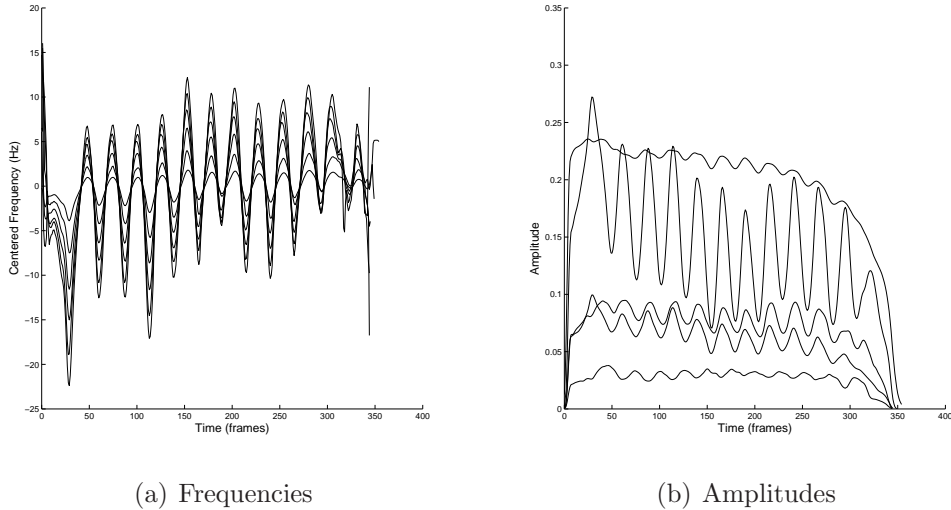 20
15
10
5
0
−5
−10
−15
−20
−25
Centered Frequency (Hz)
0 50 100 150 200 250 300 350 400
Time (frames)
(a) Frequencies
0.35
0.3
0.25
0.2
0.15
0.1
0.05
0
Amplitude
0 50 100 150 200 250 300 350 400
Time (frames)
(b) Amplitudes